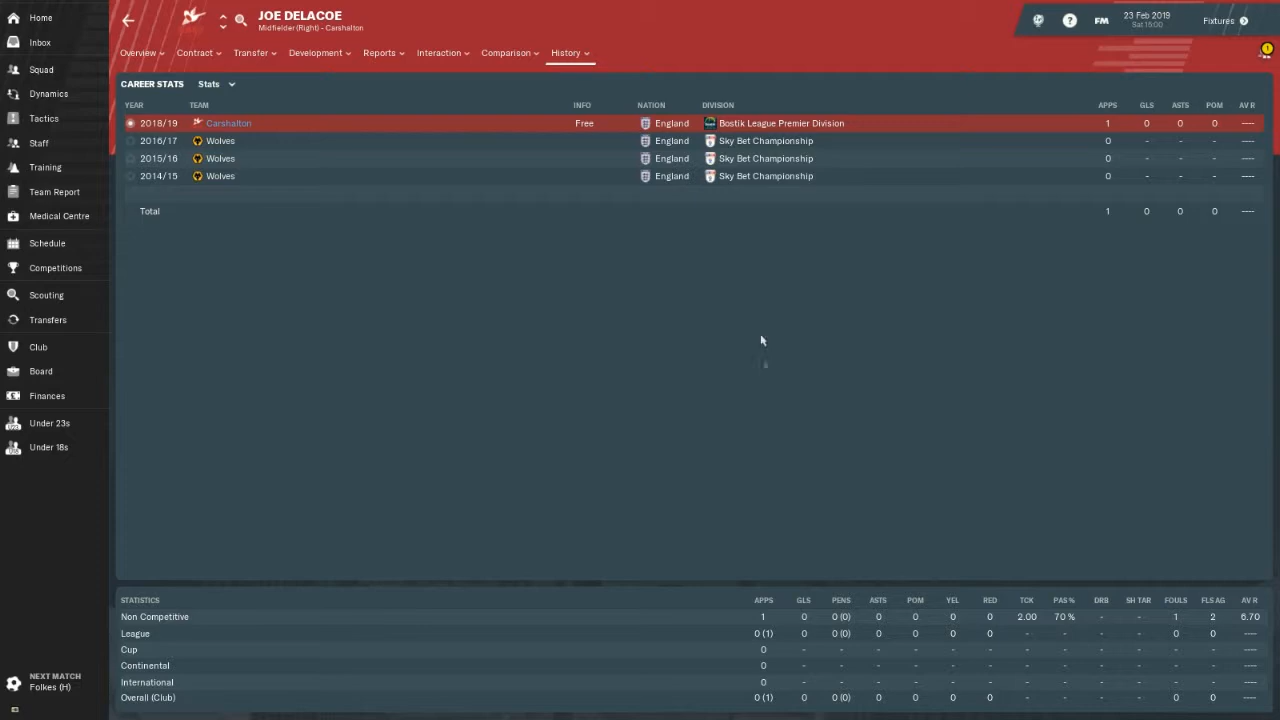 Home
Inbox
Squad
Dynamics
Tactics
Staff
Training
Team Report
Medical Centre
Schedule
Competitions
Scouting
Transfers
Club
Board
Finances
Under 23s
Under 18s
NEXT MATCH
Folkes (H)
JOE DELACOE
Midfielder (Right) - Carshalton
? FM 23 Feb 2019 Fixtures
Sat 15:00
1
Overview Contract Transfer Development Reports Interaction Comparison History
CAREER STATS Stats
YEAR TEAM INFO NATION DIVISION APPS GLS ASTS POM AV R
2018/19 Carshalton Free England Bostik League Premier Division 1 0 0 0 ----
2016/17 Wolves England Sky Bet Championship 0 - - - ----
2015/16 Wolves England Sky Bet Championship 0 - - - ----
2014/15 Wolves England Sky Bet Championship 0 - - - ----
Total 1 0 0 0 ----
STATISTICS APPS GLS PENS ASTS POM YEL RED TCK PAS % DRB SH TAR FOULS FLS AG AV R
Non Competitive 1 0 0 (0) 0 0 0 0 2.00 70 % - - 1 2 6.70
League 0 (1) 0 0 (0) 0 0 0 0 - - - - 0 0 ----
Cup 0 - - - - - - - - - - - - ----
Continental 0 - - - - - - - - - - - - ----
International 0 - - - - - - - - - - - - ----
Overall (Club) 0 (1) 0 0 (0) 0 0 0 0 - - - - 0 0 ----